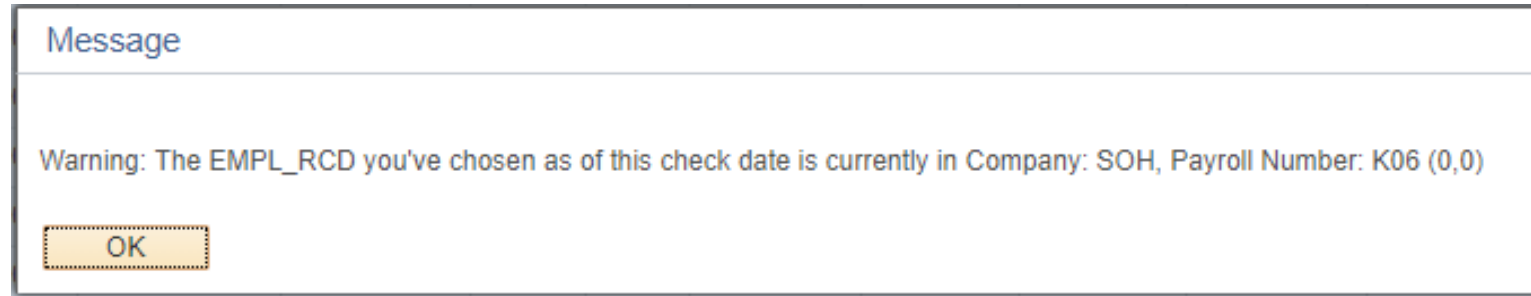 Message
Warning: The EMPL_RCD you've chosen as of this check date is currently in Company: SOH, Payroll Number: K06 (0,0)
OK